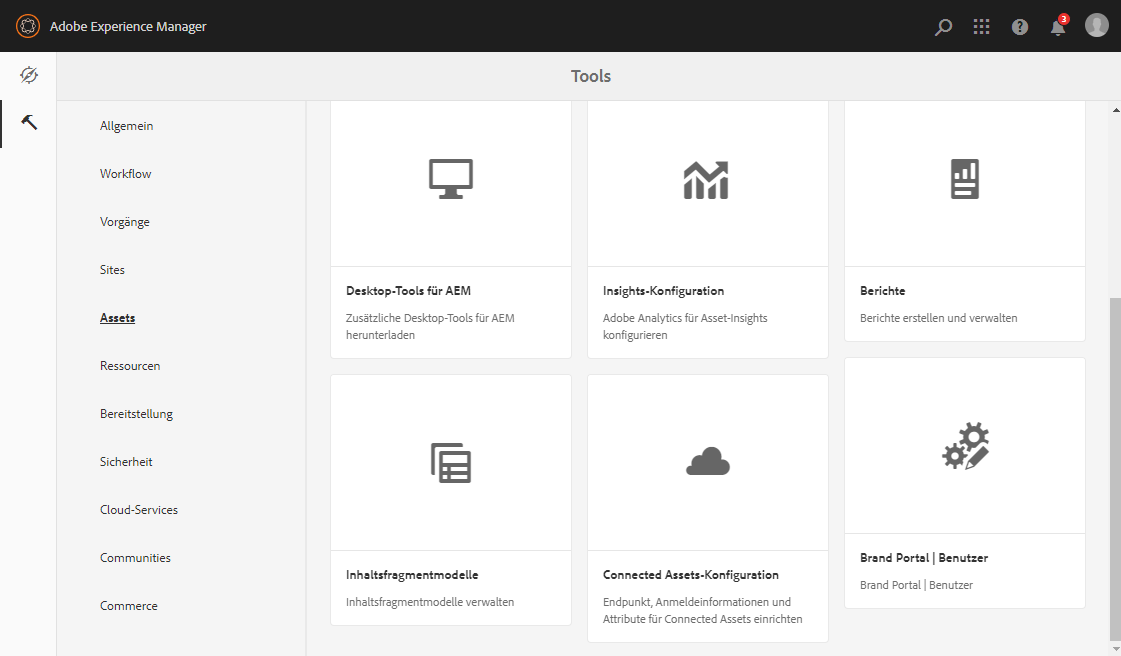 Adobe Experience Manager
3
Tools
Allgemein
Workflow
Vorgänge
Sites
Assets
Ressourcen
Bereitstellung
Sicherheit
Cloud-Services
Communities
Commerce
Desktop-Tools für AEM
Zusätzliche Desktop-Tools für AEM
herunterladen
Insights-Konfiguration
Adobe Analytics für Asset-Insights
konfigurieren
Berichte
Berichte erstellen und verwalten
Inhaltsfragmentmodelle
Inhaltsfragmentmodelle verwalten
Connected Assets-Konfiguration
Endpunkt, Anmeldeinformationen und
Attribute für Connected Assets einrichten
Brand Portal | Benutzer
Brand Portal | Benutzer